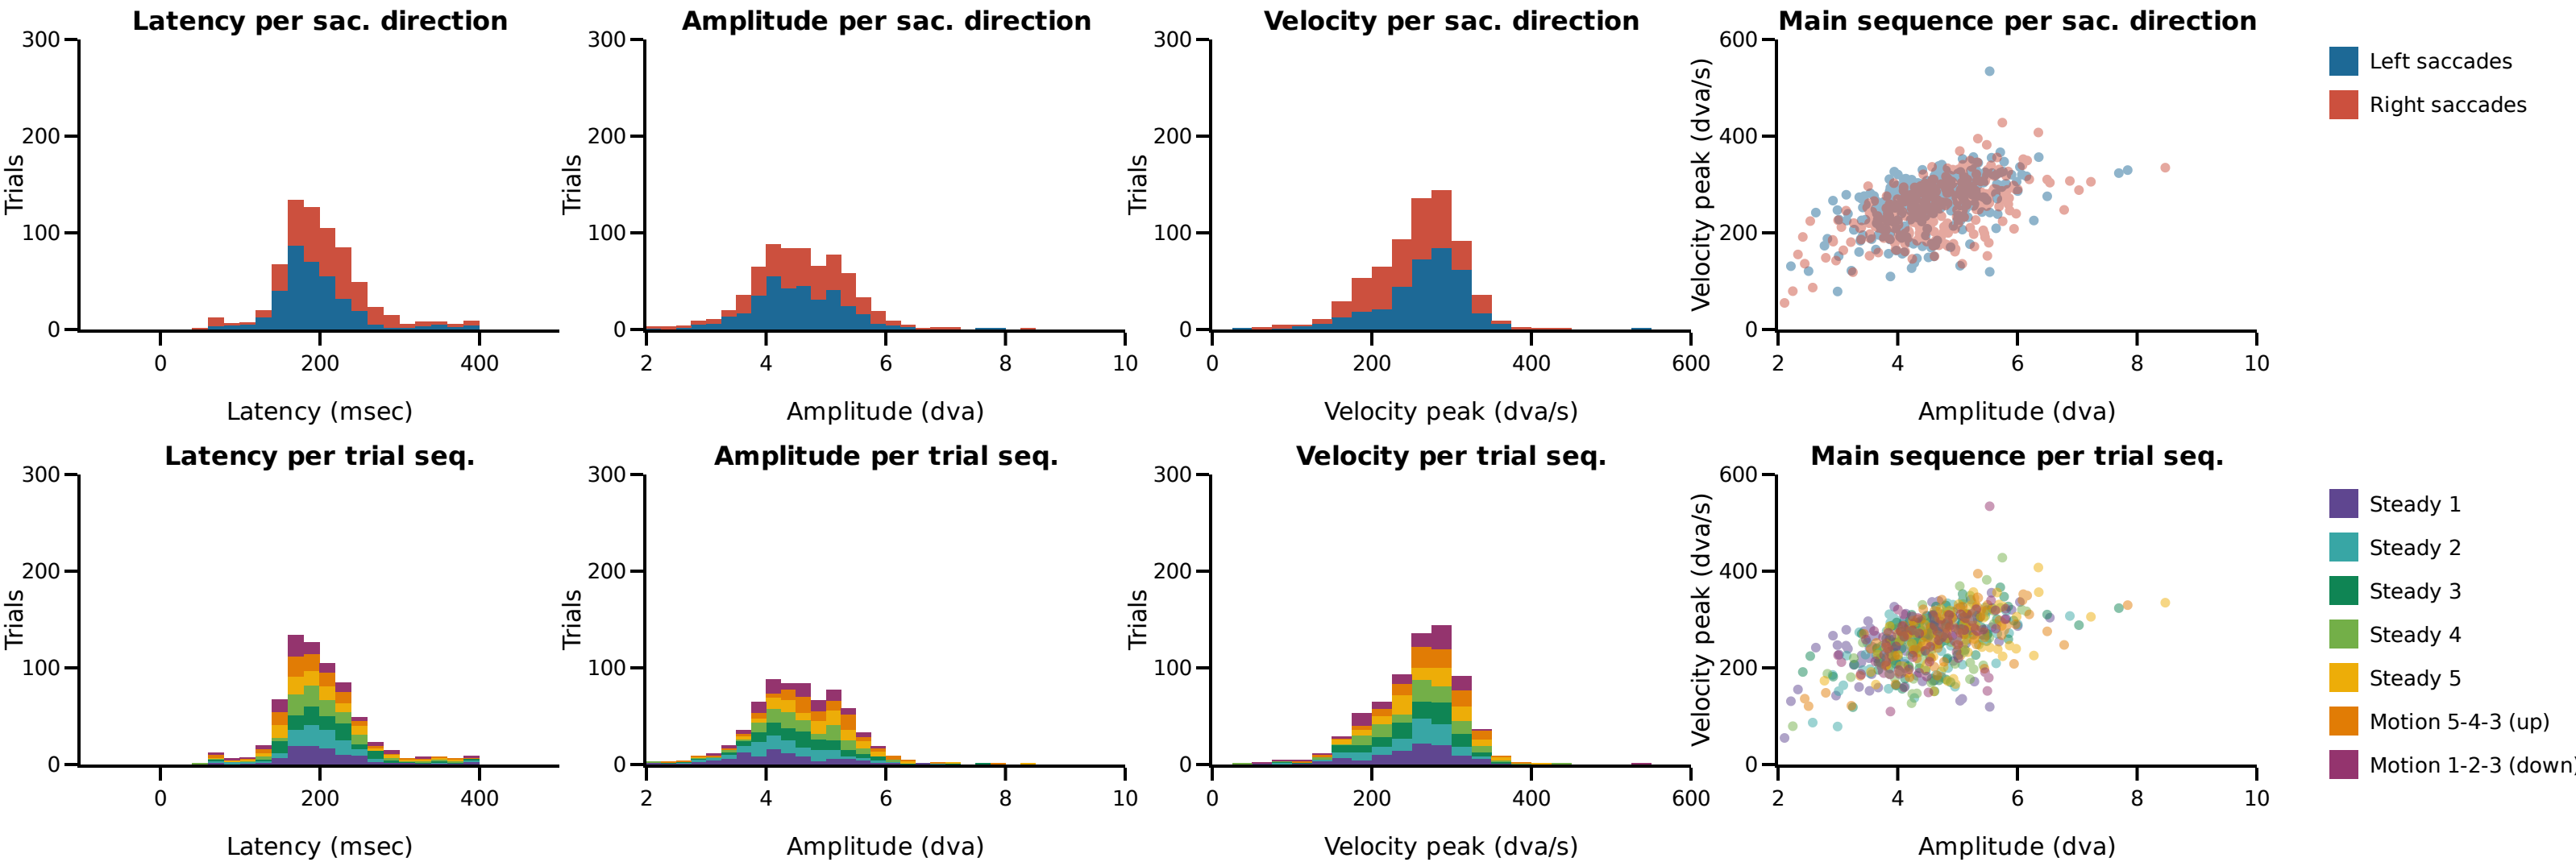 Latency per sac. direction
300
200
100
0
Trials
0 200 400
Latency (msec)
Amplitude per sac. direction
300
200
100
0
Trials
2 4 6 8 10
Amplitude (dva)
Velocity per sac. direction
300
200
100
0
Trials
0 200 400 600
Velocity peak (dva/s)
Main sequence per sac. direction
600
400
200
0
Velocity peak (dva/s)
2 4 6 8 10
Amplitude (dva)
Left saccades
Right saccades
Latency per trial seq.
300
200
100
0
Trials
0 200 400
Latency (msec)
Amplitude per trial seq.
300
200
100
0
Trials
2 4 6 8 10
Amplitude (dva)
Velocity per trial seq.
300
200
100
0
Trials
0 200 400 600
Velocity peak (dva/s)
Main sequence per trial seq.
600
400
200
0
Velocity peak (dva/s)
2 4 6 8 10
Amplitude (dva)
Steady 1
Steady 2
Steady 3
Steady 4
Steady 5
Motion 5-4-3 (up)
Motion 1-2-3 (down)